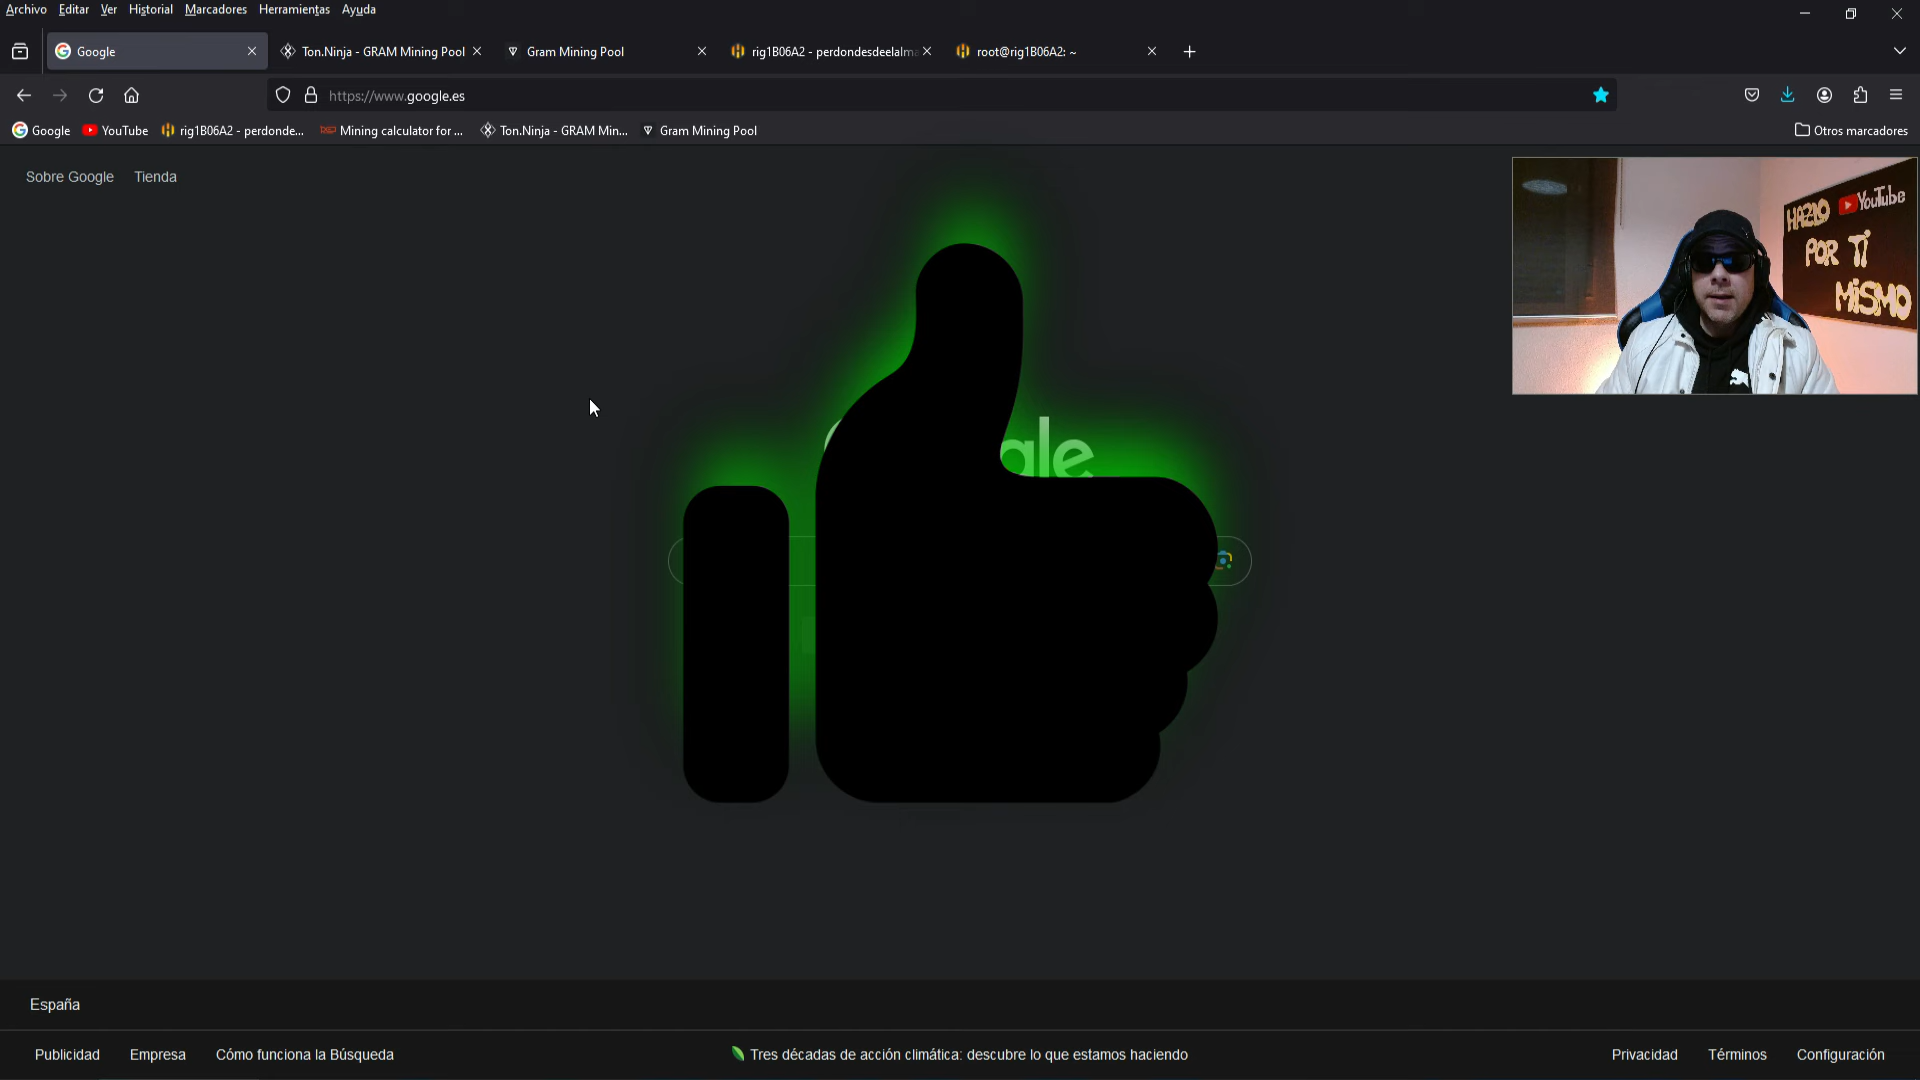 Archivo Editar Ver Historial Marcadores Herramientas Ayuda
Google
Ton.Ninja - GRAM Mining Pool
Gram Mining Pool
rig1B06A2 - perdondesdeelalma
root@rig1B06A2: ~
https://www.google.es
Google
YouTube
rig1B06A2 - perdonde...
Mining calculator for ...
Ton.Ninja - GRAM Min...
Gram Mining Pool
Otros marcadores
Sobre Google Tienda
HAZLO
YouTube
POR TI
MISMO
gle
España
Publicidad Empresa Cómo funciona la Búsqueda
Tres décadas de acción climática: descubre lo que estamos haciendo
Privacidad Términos Configuración